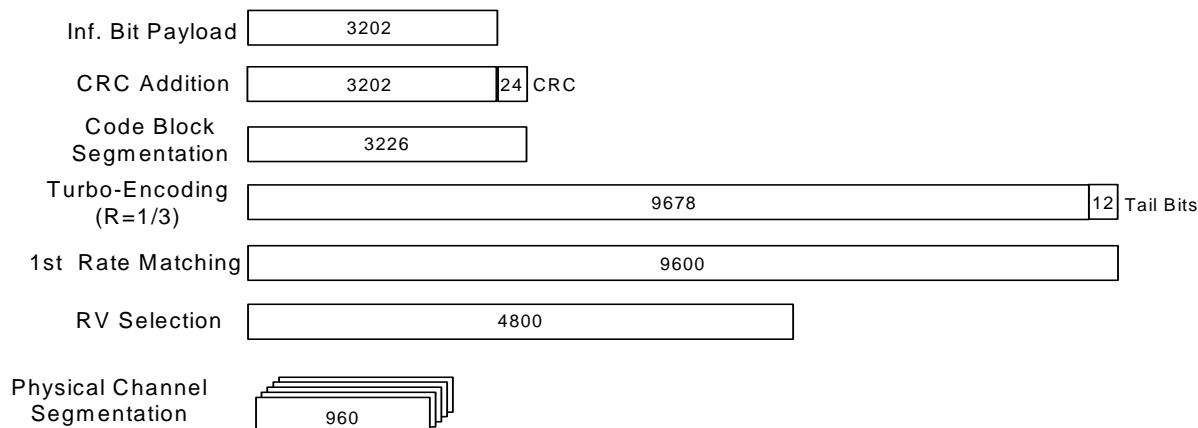 Inf. Bit Payload 3202
CRC Addition 3202 24 CRC
Code Block
Segmentation 3226
Turbo-Encoding
(R=1/3) 9678 12 Tail Bits
1st Rate Matching 9600
RV Selection 4800
Physical Channel
Segmentation 960